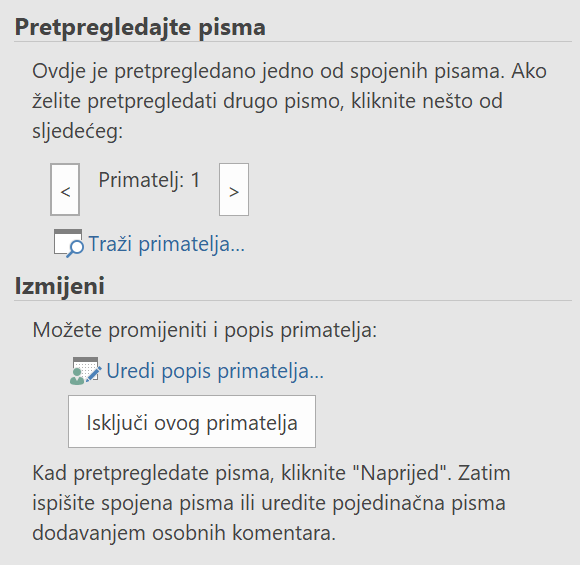 Pretpregledajte pisma
Ovdje je pretpregledano jedno od spojenih pisama. Ako
želite pretpregledati drugo pismo, kliknite nešto od
sljedećeg:
< Primatelj: 1 >
Traži primatelja...
Izmijeni
Možete promijeniti i popis primatelja:
Uredi popis primatelja...
Isključi ovog primatelja
Kad pretpregledate pisma, kliknite "Naprijed". Zatim
ispišite spojena pisma ili uredite pojedinačna pisma
dodavanjem osobnih komentara.